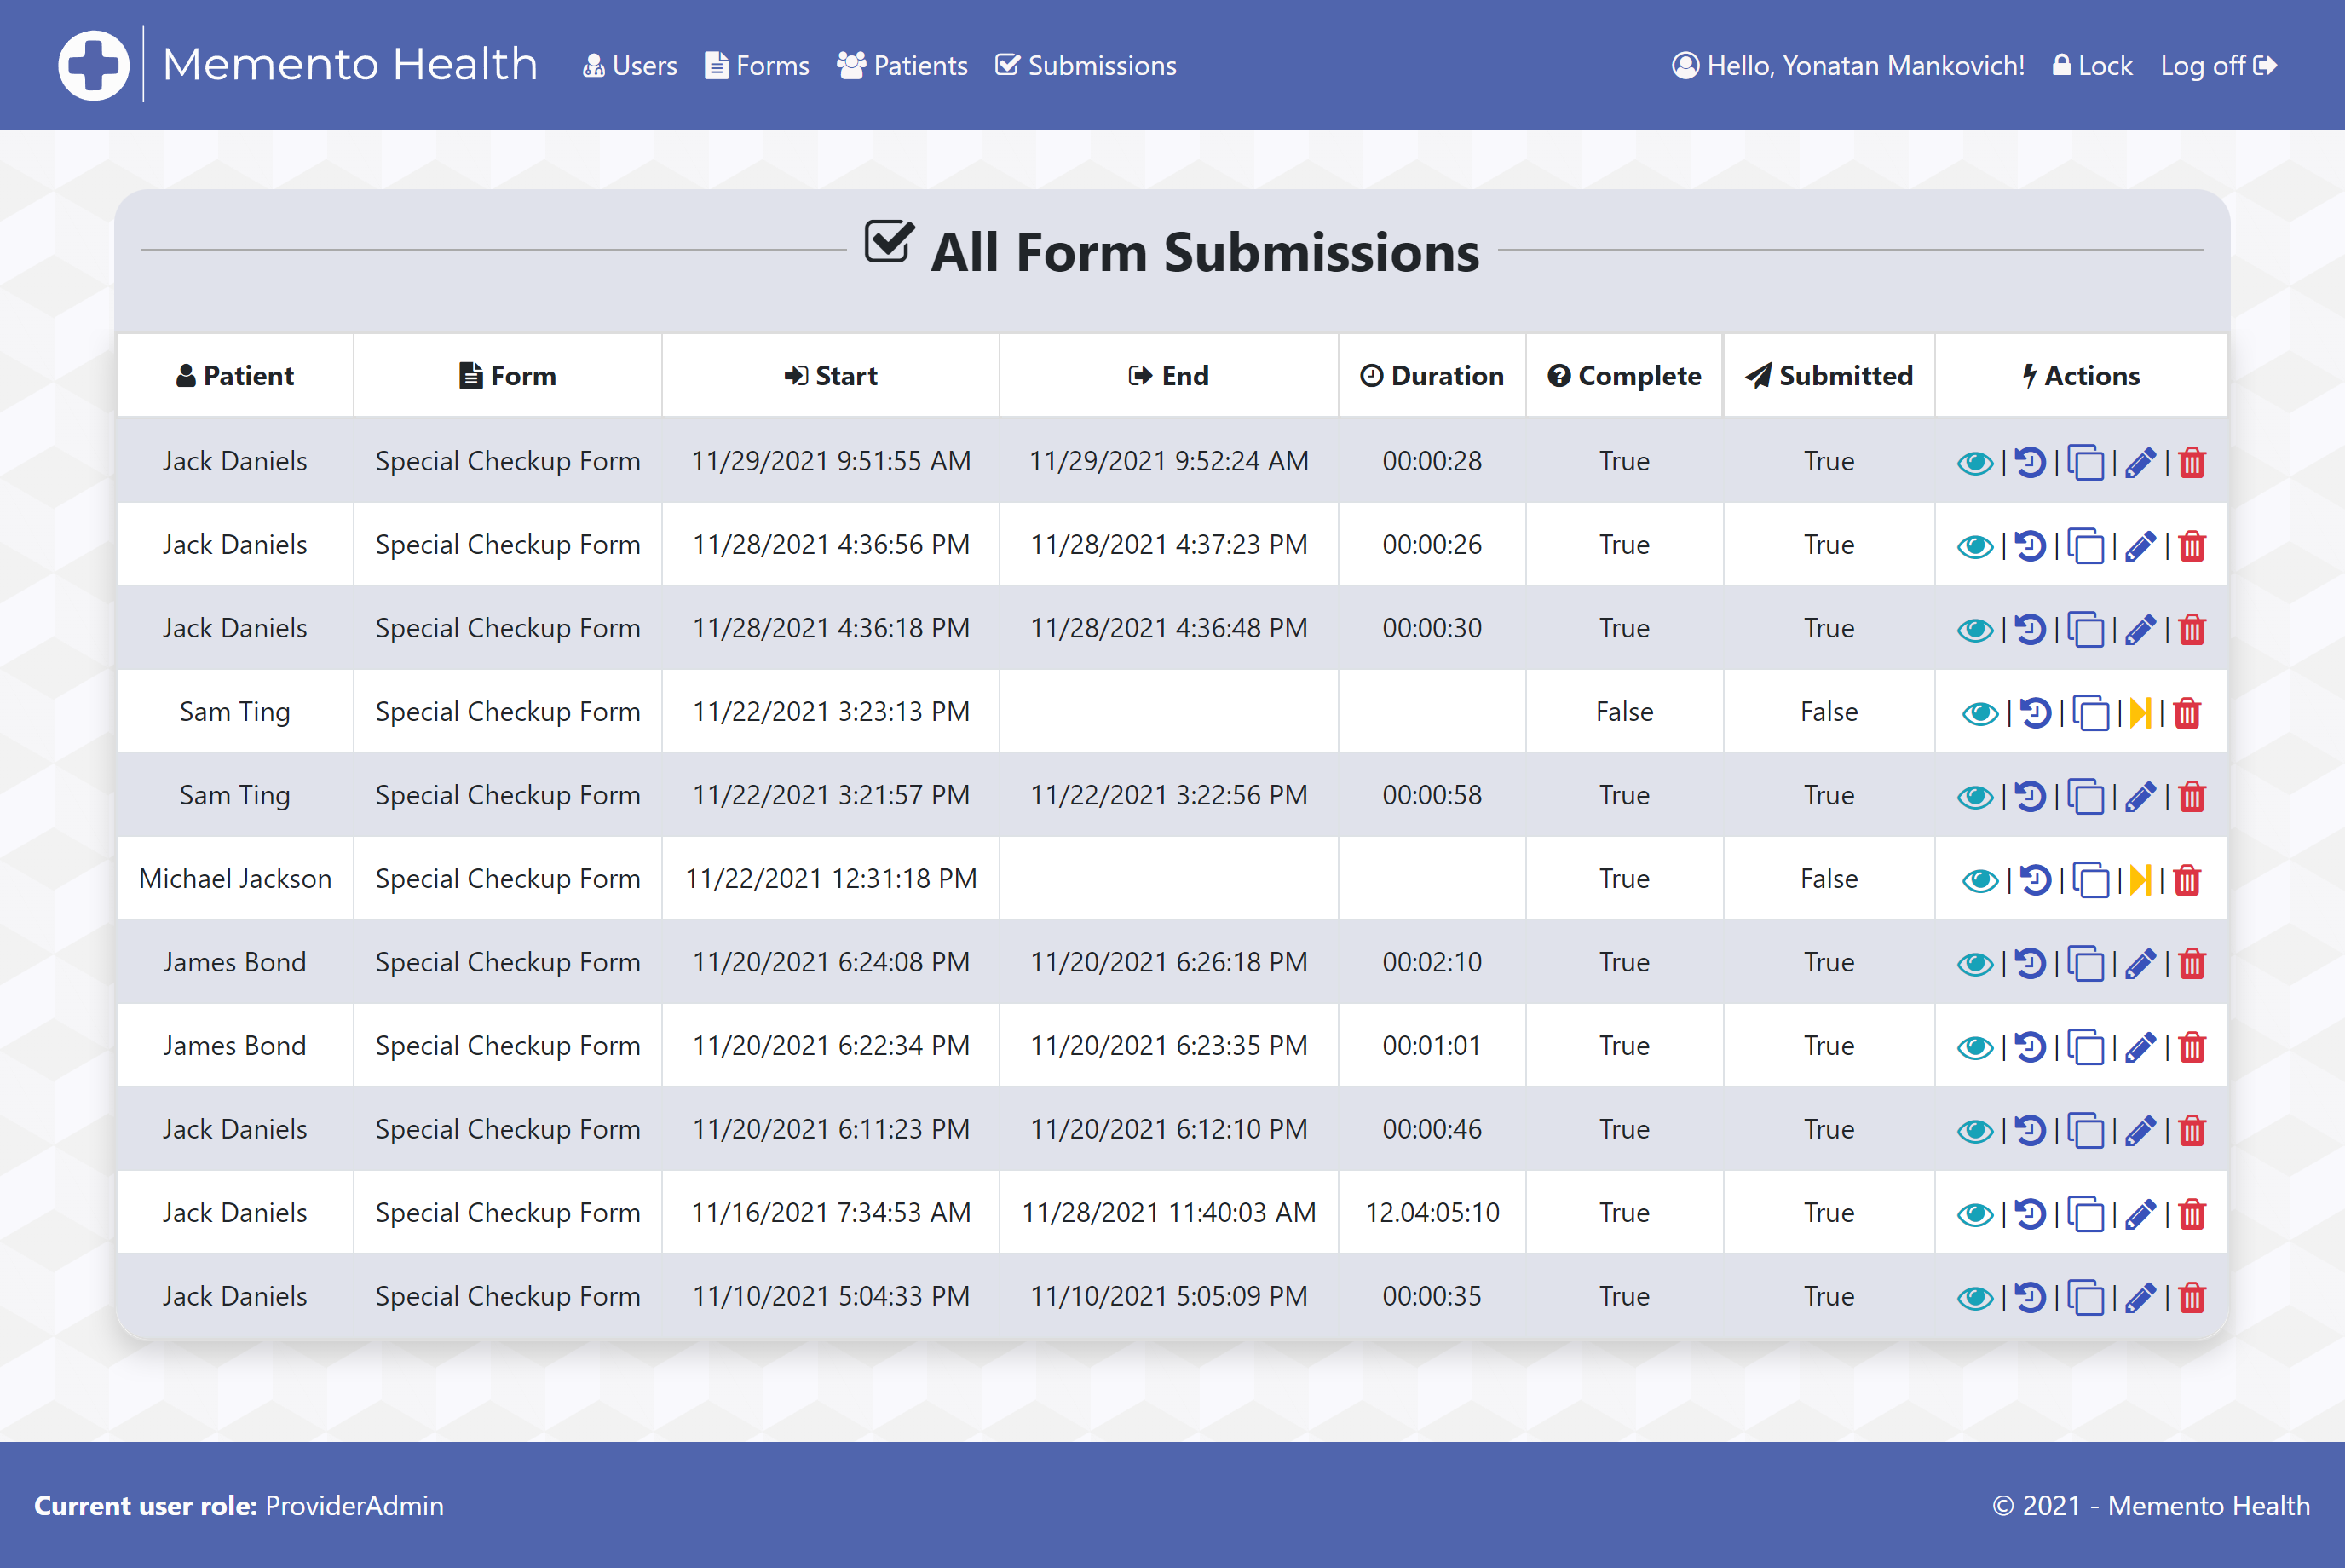 Memento Health Users Forms Patients Submissions Hello, Yonatan Mankovich! Lock Log off
All Form Submissions
Patient Form Start End Duration Complete Submitted Actions
Jack Daniels Special Checkup Form 11/29/2021 9:51:55 AM 11/29/2021 9:52:24 AM 00:00:28 True True | | | |
Jack Daniels Special Checkup Form 11/28/2021 4:36:56 PM 11/28/2021 4:37:23 PM 00:00:26 True True | | | |
Jack Daniels Special Checkup Form 11/28/2021 4:36:18 PM 11/28/2021 4:36:48 PM 00:00:30 True True | | | |
Sam Ting Special Checkup Form 11/22/2021 3:23:13 PM False False | | | |
Sam Ting Special Checkup Form 11/22/2021 3:21:57 PM 11/22/2021 3:22:56 PM 00:00:58 True True | | | |
Michael Jackson Special Checkup Form 11/22/2021 12:31:18 PM True False | | | |
James Bond Special Checkup Form 11/20/2021 6:24:08 PM 11/20/2021 6:26:18 PM 00:02:10 True True | | | |
James Bond Special Checkup Form 11/20/2021 6:22:34 PM 11/20/2021 6:23:35 PM 00:01:01 True True | | | |
Jack Daniels Special Checkup Form 11/20/2021 6:11:23 PM 11/20/2021 6:12:10 PM 00:00:46 True True | | | |
Jack Daniels Special Checkup Form 11/16/2021 7:34:53 AM 11/28/2021 11:40:03 AM 12.04:05:10 True True | | | |
Jack Daniels Special Checkup Form 11/10/2021 5:04:33 PM 11/10/2021 5:05:09 PM 00:00:35 True True | | | |
Current user role: ProviderAdmin © 2021 - Memento Health